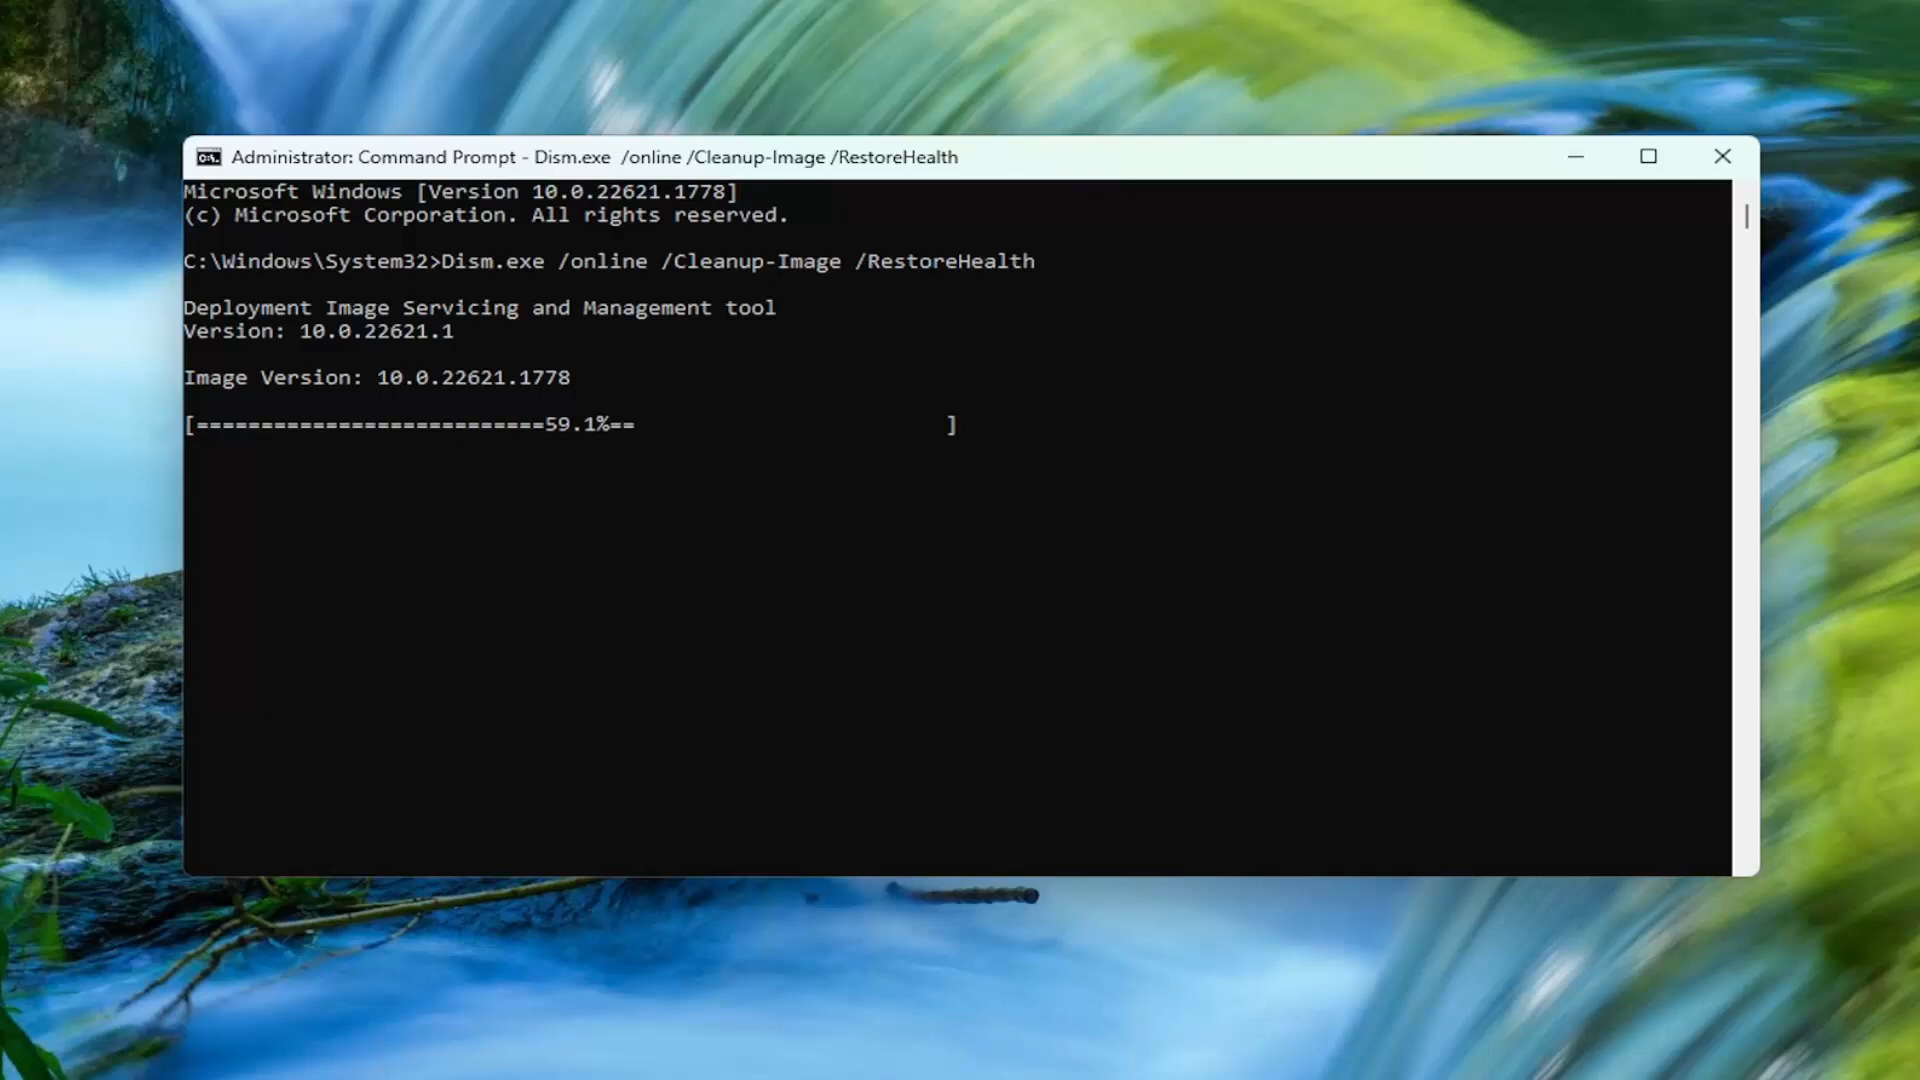 Administrator: Command Prompt - Dism.exe  /online /Cleanup-Image /RestoreHealth
Microsoft Windows [Version 10.0.22621.1778]
(c) Microsoft Corporation. All rights reserved.
C:\Windows\System32>Dism.exe /online /Cleanup-Image /RestoreHealth
Deployment Image Servicing and Management tool
Version: 10.0.22621.1
Image Version: 10.0.22621.1778
[===========================59.1%==                        ]